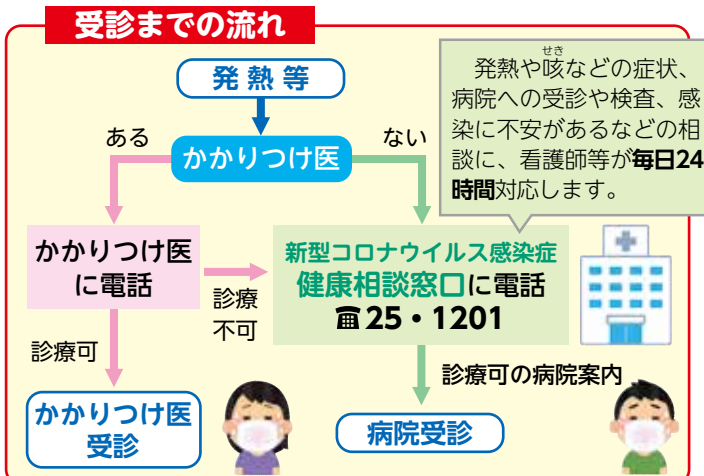 受診までの流れ
発熱等
せき
発熱や咳などの症状、
病院への受診や検査、感
染に不安があるなどの相
談に、看護師等が毎日24
時間対応します。
ある
かかりつけ医
ない
かかりつけ医
に電話
診療
不可
新型コロナウイルス感染症
健康相談窓口に電話
☎25・1201
診療可
診療可の病院案内
かかりつけ医
受診
病院受診